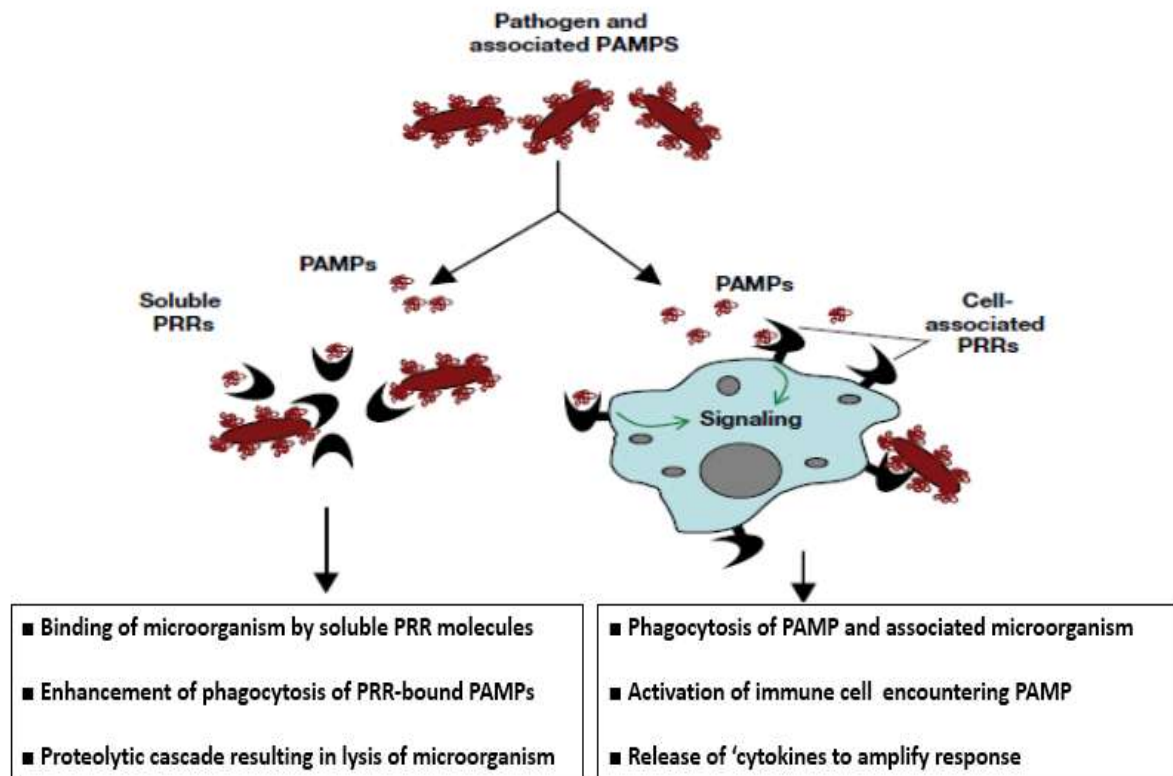 Pathogen and
associated PAMPS
PAMPs
Soluble
PRRs
PAMPs
Cell-
associated
PRRs
Signaling
■ Binding of microorganism by soluble PRR molecules
■ Enhancement of phagocytosis of PRR-bound PAMPs
■ Proteolytic cascade resulting in lysis of microorganism
■ Phagocytosis of PAMP and associated microorganism
■ Activation of immune cell encountering PAMP
■ Release of ‘cytokines to amplify response